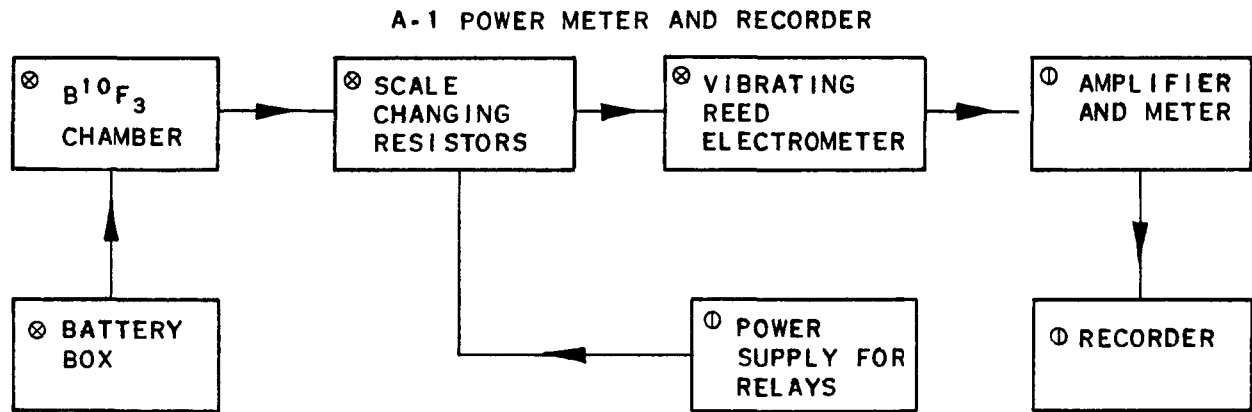 A-1 POWER METER AND RECORDER
⊗ B¹⁰F₃
CHAMBER
⊗ SCALE
CHANGING
RESISTORS
⊗ VIBRATING
REED
ELECTROMETER
⦶ AMPLIFIER
AND METER
⊗ BATTERY
BOX
⦶ POWER
SUPPLY FOR
RELAYS
⦶ RECORDER